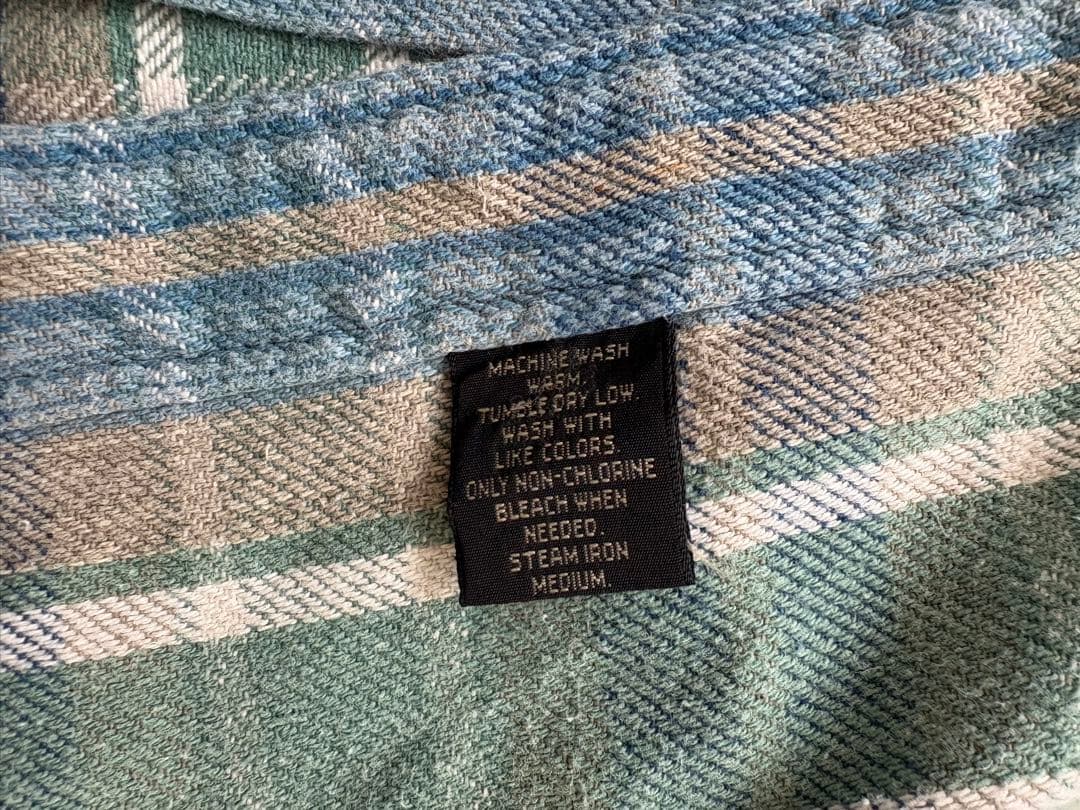 MACHINE WASH
WARM.
TUMBLE DRY LOW.
WASH WITH
LIKE COLORS.
ONLY NON-CHLORINE
BLEACH WHEN
NEEDED.
STEAM IRON
MEDIUM.